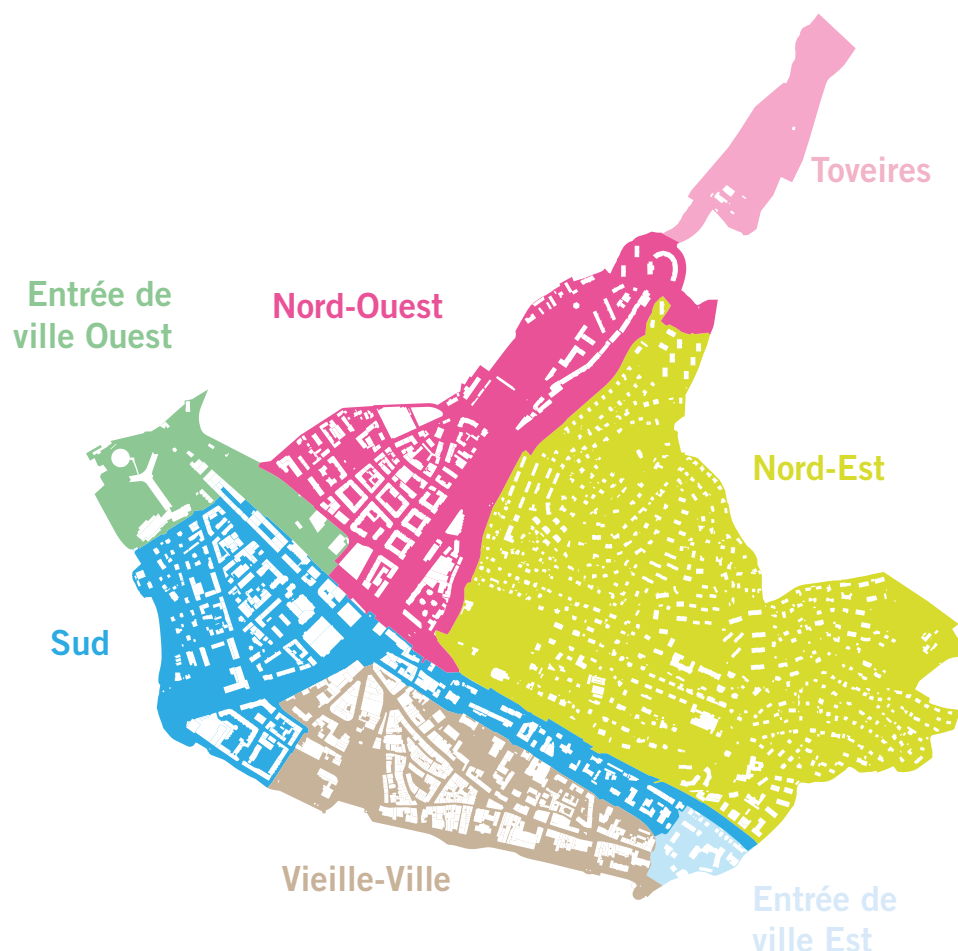 Toveires
Entrée de
ville Ouest
Nord-Ouest
Nord-Est
Sud
Vieille-Ville
Entrée de
ville Est